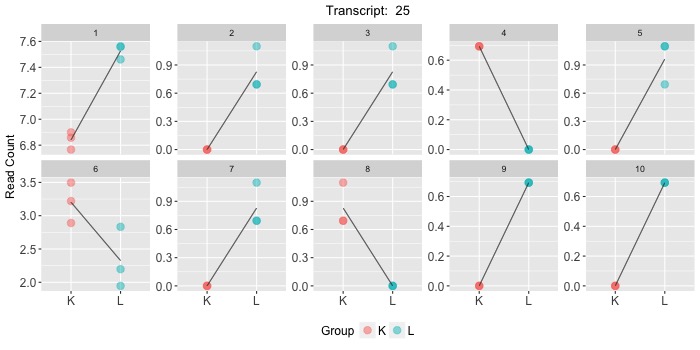 Transcript: 25
1 2 3 4 5
7.6 7.4 7.2 7.0 6.8
0.9 0.6 0.3 0.0
0.9 0.6 0.3 0.0
0.6 0.4 0.2 0.0
0.9 0.6 0.3 0.0
Read Count
6 7 8 9 10
3.5 3.0 2.5 2.0
0.9 0.6 0.3 0.0
0.9 0.6 0.3 0.0
0.6 0.4 0.2 0.0
0.6 0.4 0.2 0.0
K L K L K L K L K L
Group K L